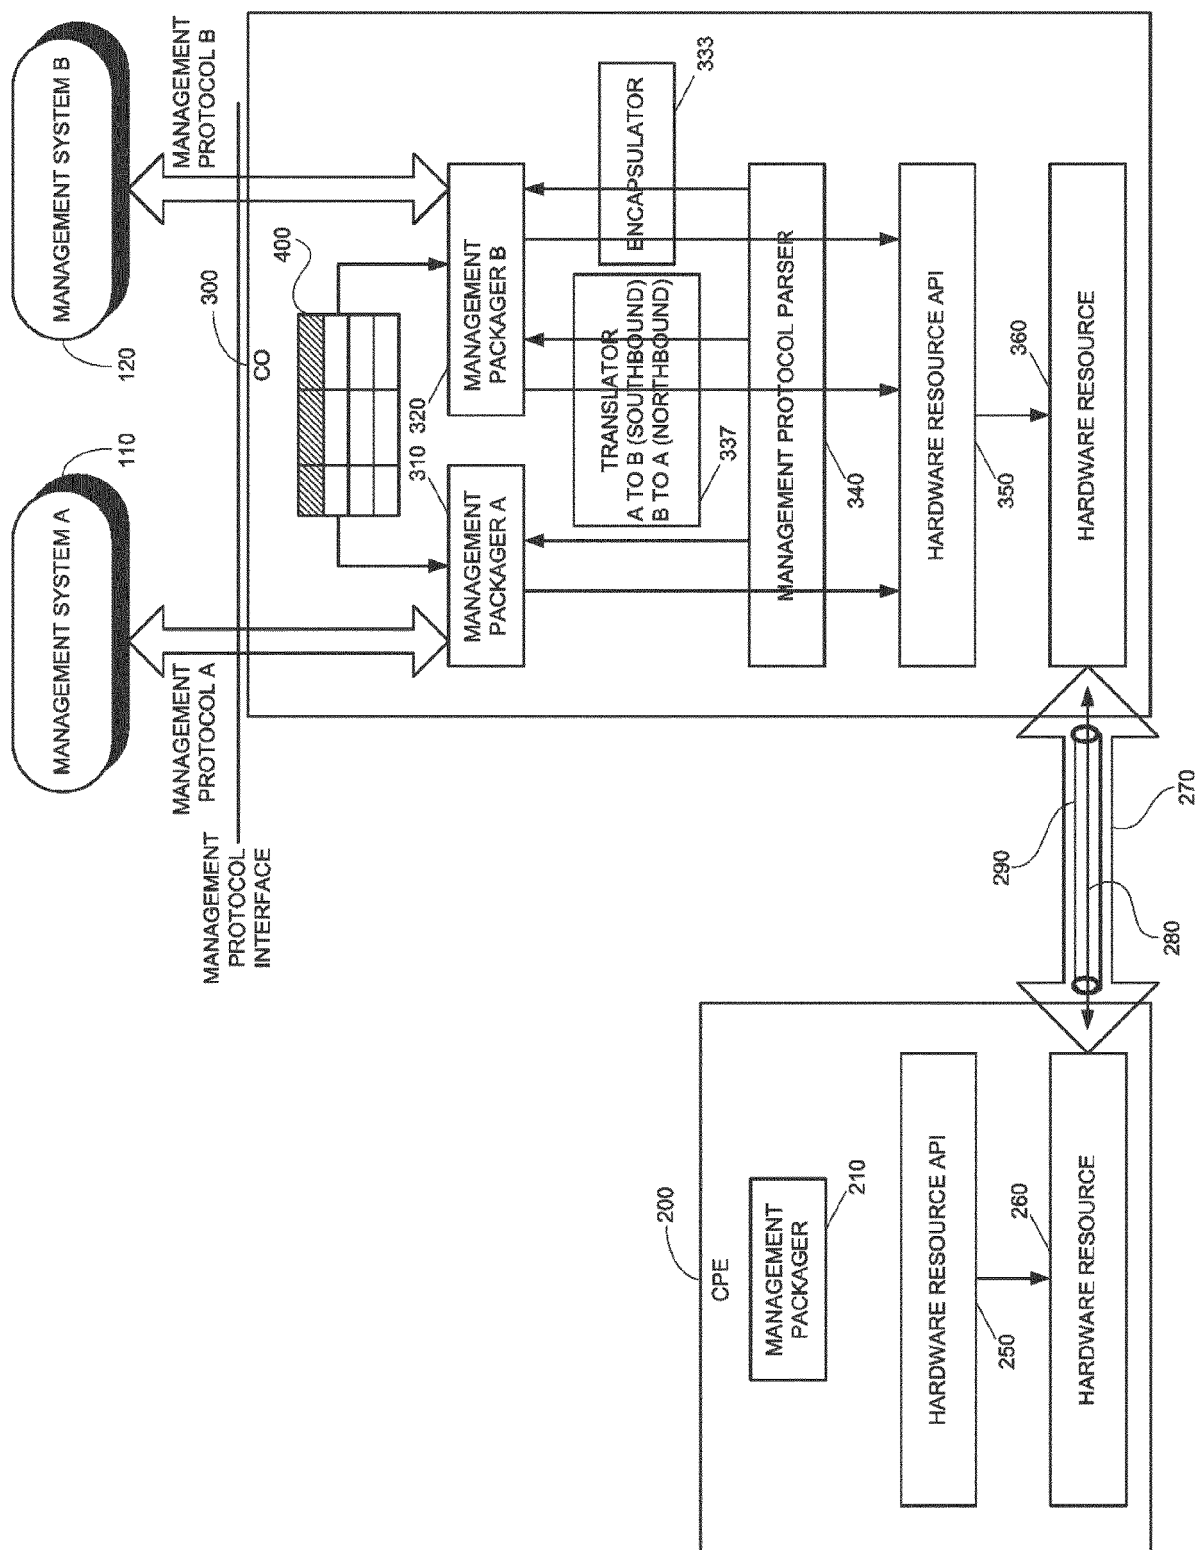 MANAGEMENT SYSTEM A
110
MANAGEMENT SYSTEM B
120
MANAGEMENT
PROTOCOL A
MANAGEMENT
PROTOCOL B
MANAGEMENT
PROTOCOL
INTERFACE
300
CO
400
310
MANAGEMENT
PACKAGER A
320
MANAGEMENT
PACKAGER B
TRANSLATOR
A TO B (SOUTHBOUND)
B TO A (NORTHBOUND)
337
ENCAPSULATOR
333
MANAGEMENT PROTOCOL PARSER
340
HARDWARE RESOURCE API
350
360
HARDWARE RESOURCE
200
CPE
MANAGEMENT
PACKAGER
210
HARDWARE RESOURCE API
250
260
HARDWARE RESOURCE
290
280
270